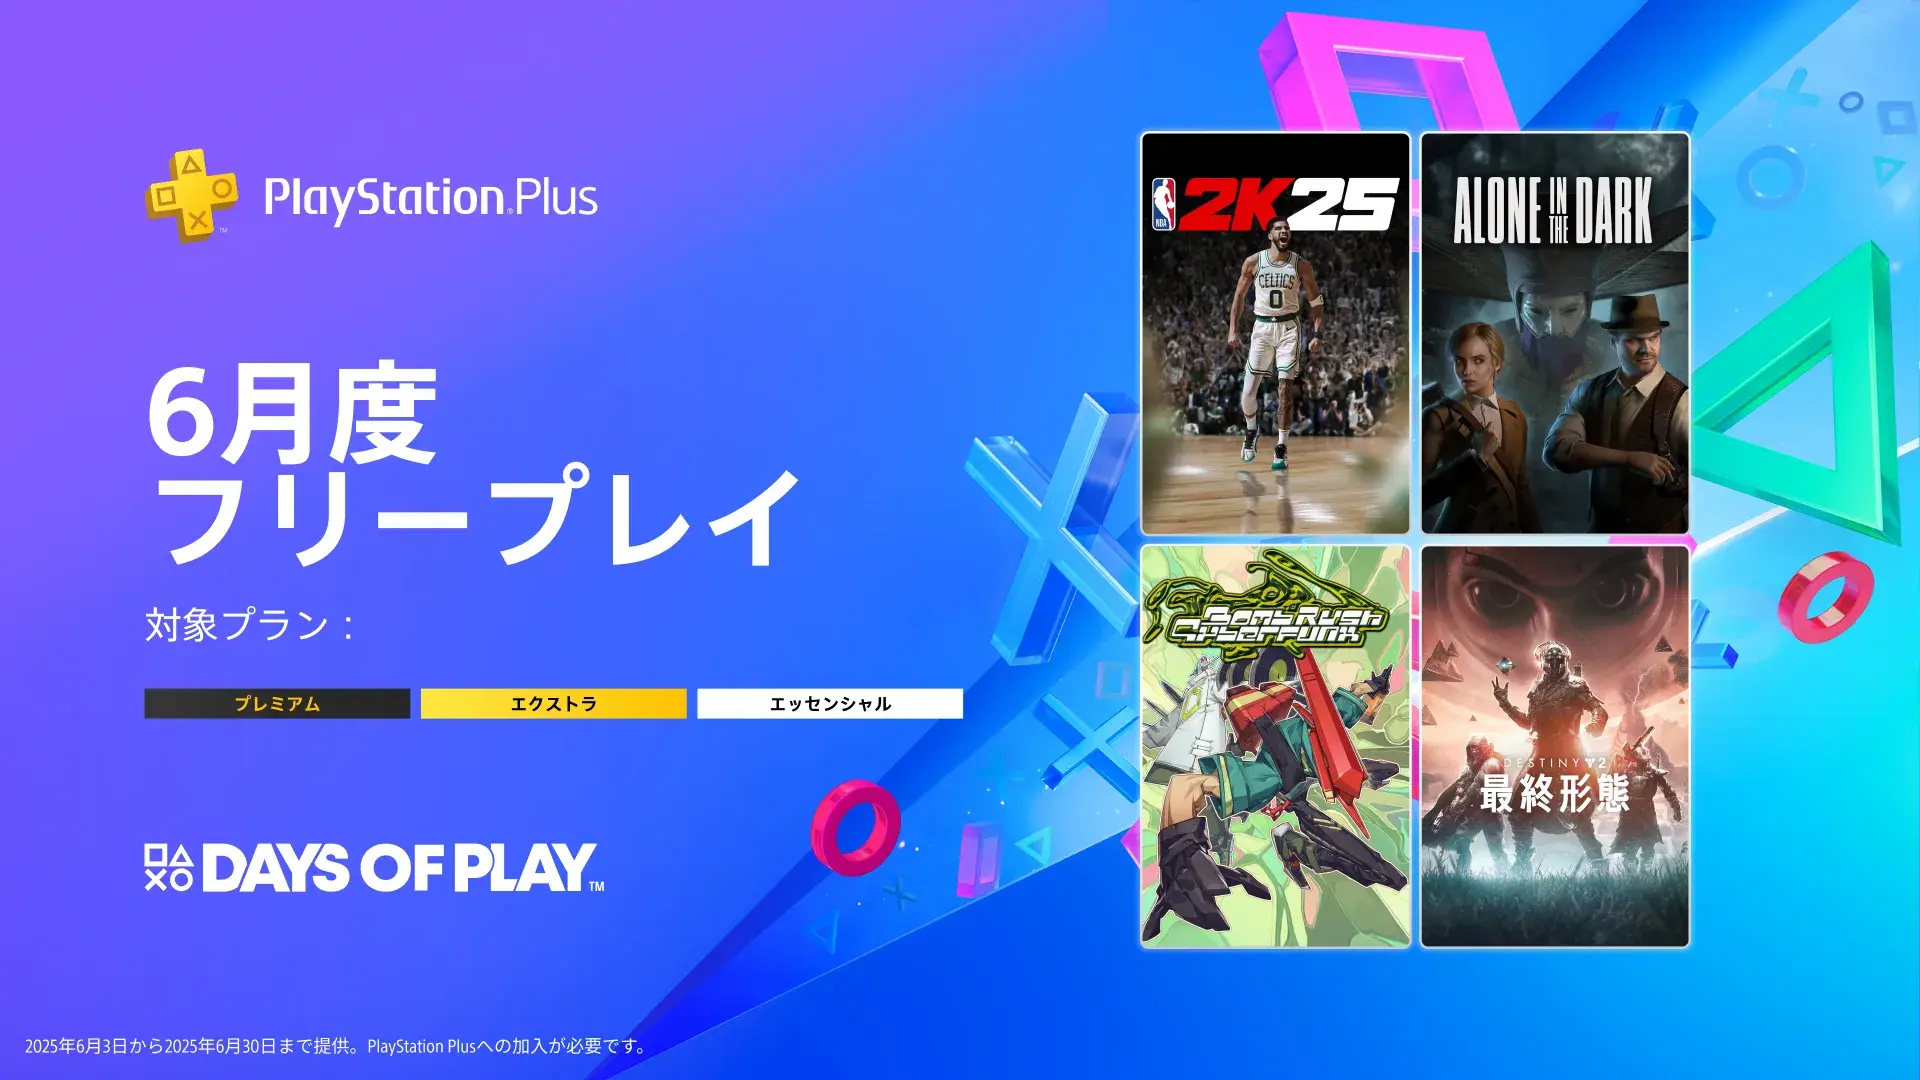 PlayStation®Plus
TM
6月度
フリープレイ
対象プラン：
プレミアム
エクストラ
エッセンシャル
DAYS OF PLAY™
2025年6月3日から2025年6月30日まで提供。PlayStation Plusへの加入が必要です。
NBA 2K25
CELTICS
0
ALONE IN THE DARK
BOMB RUSH
CYBERFUNK
DESTINY 2
最終形態